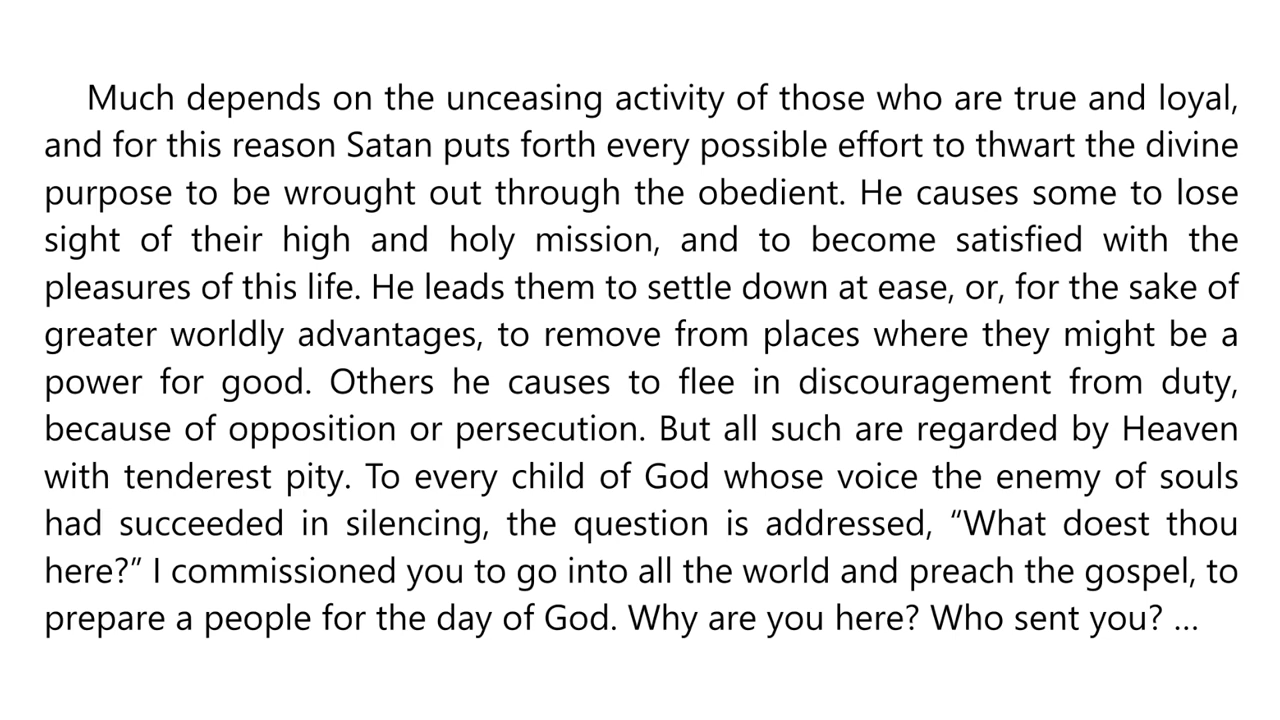 Much depends on the unceasing activity of those who are true and loyal,
and for this reason Satan puts forth every possible effort to thwart the divine
purpose to be wrought out through the obedient. He causes some to lose
sight of their high and holy mission, and to become satisfied with the
pleasures of this life. He leads them to settle down at ease, or, for the sake of
greater worldly advantages, to remove from places where they might be a
power for good. Others he causes to flee in discouragement from duty,
because of opposition or persecution. But all such are regarded by Heaven
with tenderest pity. To every child of God whose voice the enemy of souls
had succeeded in silencing, the question is addressed, “What doest thou
here?” I commissioned you to go into all the world and preach the gospel, to
prepare a people for the day of God. Why are you here? Who sent you? …